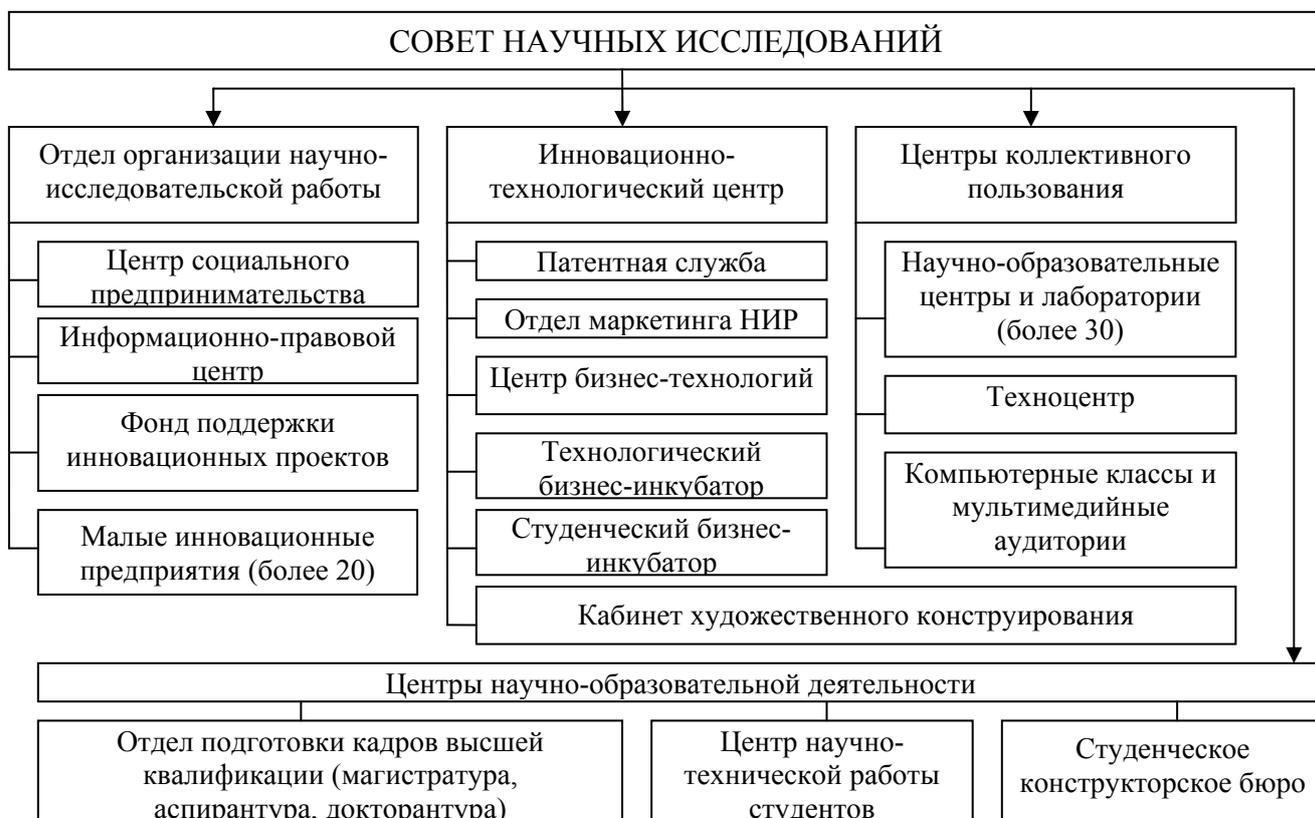 СОВЕТ НАУЧНЫХ ИССЛЕДОВАНИЙ
Отдел организации научно-
исследовательской работы
Центр социального
предпринимательства
Информационно-правовой
центр
Фонд поддержки
инновационных проектов
Малые инновационные
предприятия (более 20)
Инновационно-
технологический центр
Патентная служба
Отдел маркетинга НИР
Центр бизнес-технологий
Технологический
бизнес-инкубатор
Студенческий бизнес-
инкубатор
Кабинет художественного конструирования
Центры коллективного
пользования
Научно-образовательные
центры и лаборатории
(более 30)
Техноцентр
Компьютерные классы и
мультимедийные
аудитории
Центры научно-образовательной деятельности
Отдел подготовки кадров высшей
квалификации (магистратура,
аспирантура, докторантура)
Центр научно-
технической работы
студентов
Студенческое
конструкторское бюро